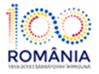 100
ROMÂNIA
1918-2018 | SĂRBĂTORIM ÎMPREUNĂ